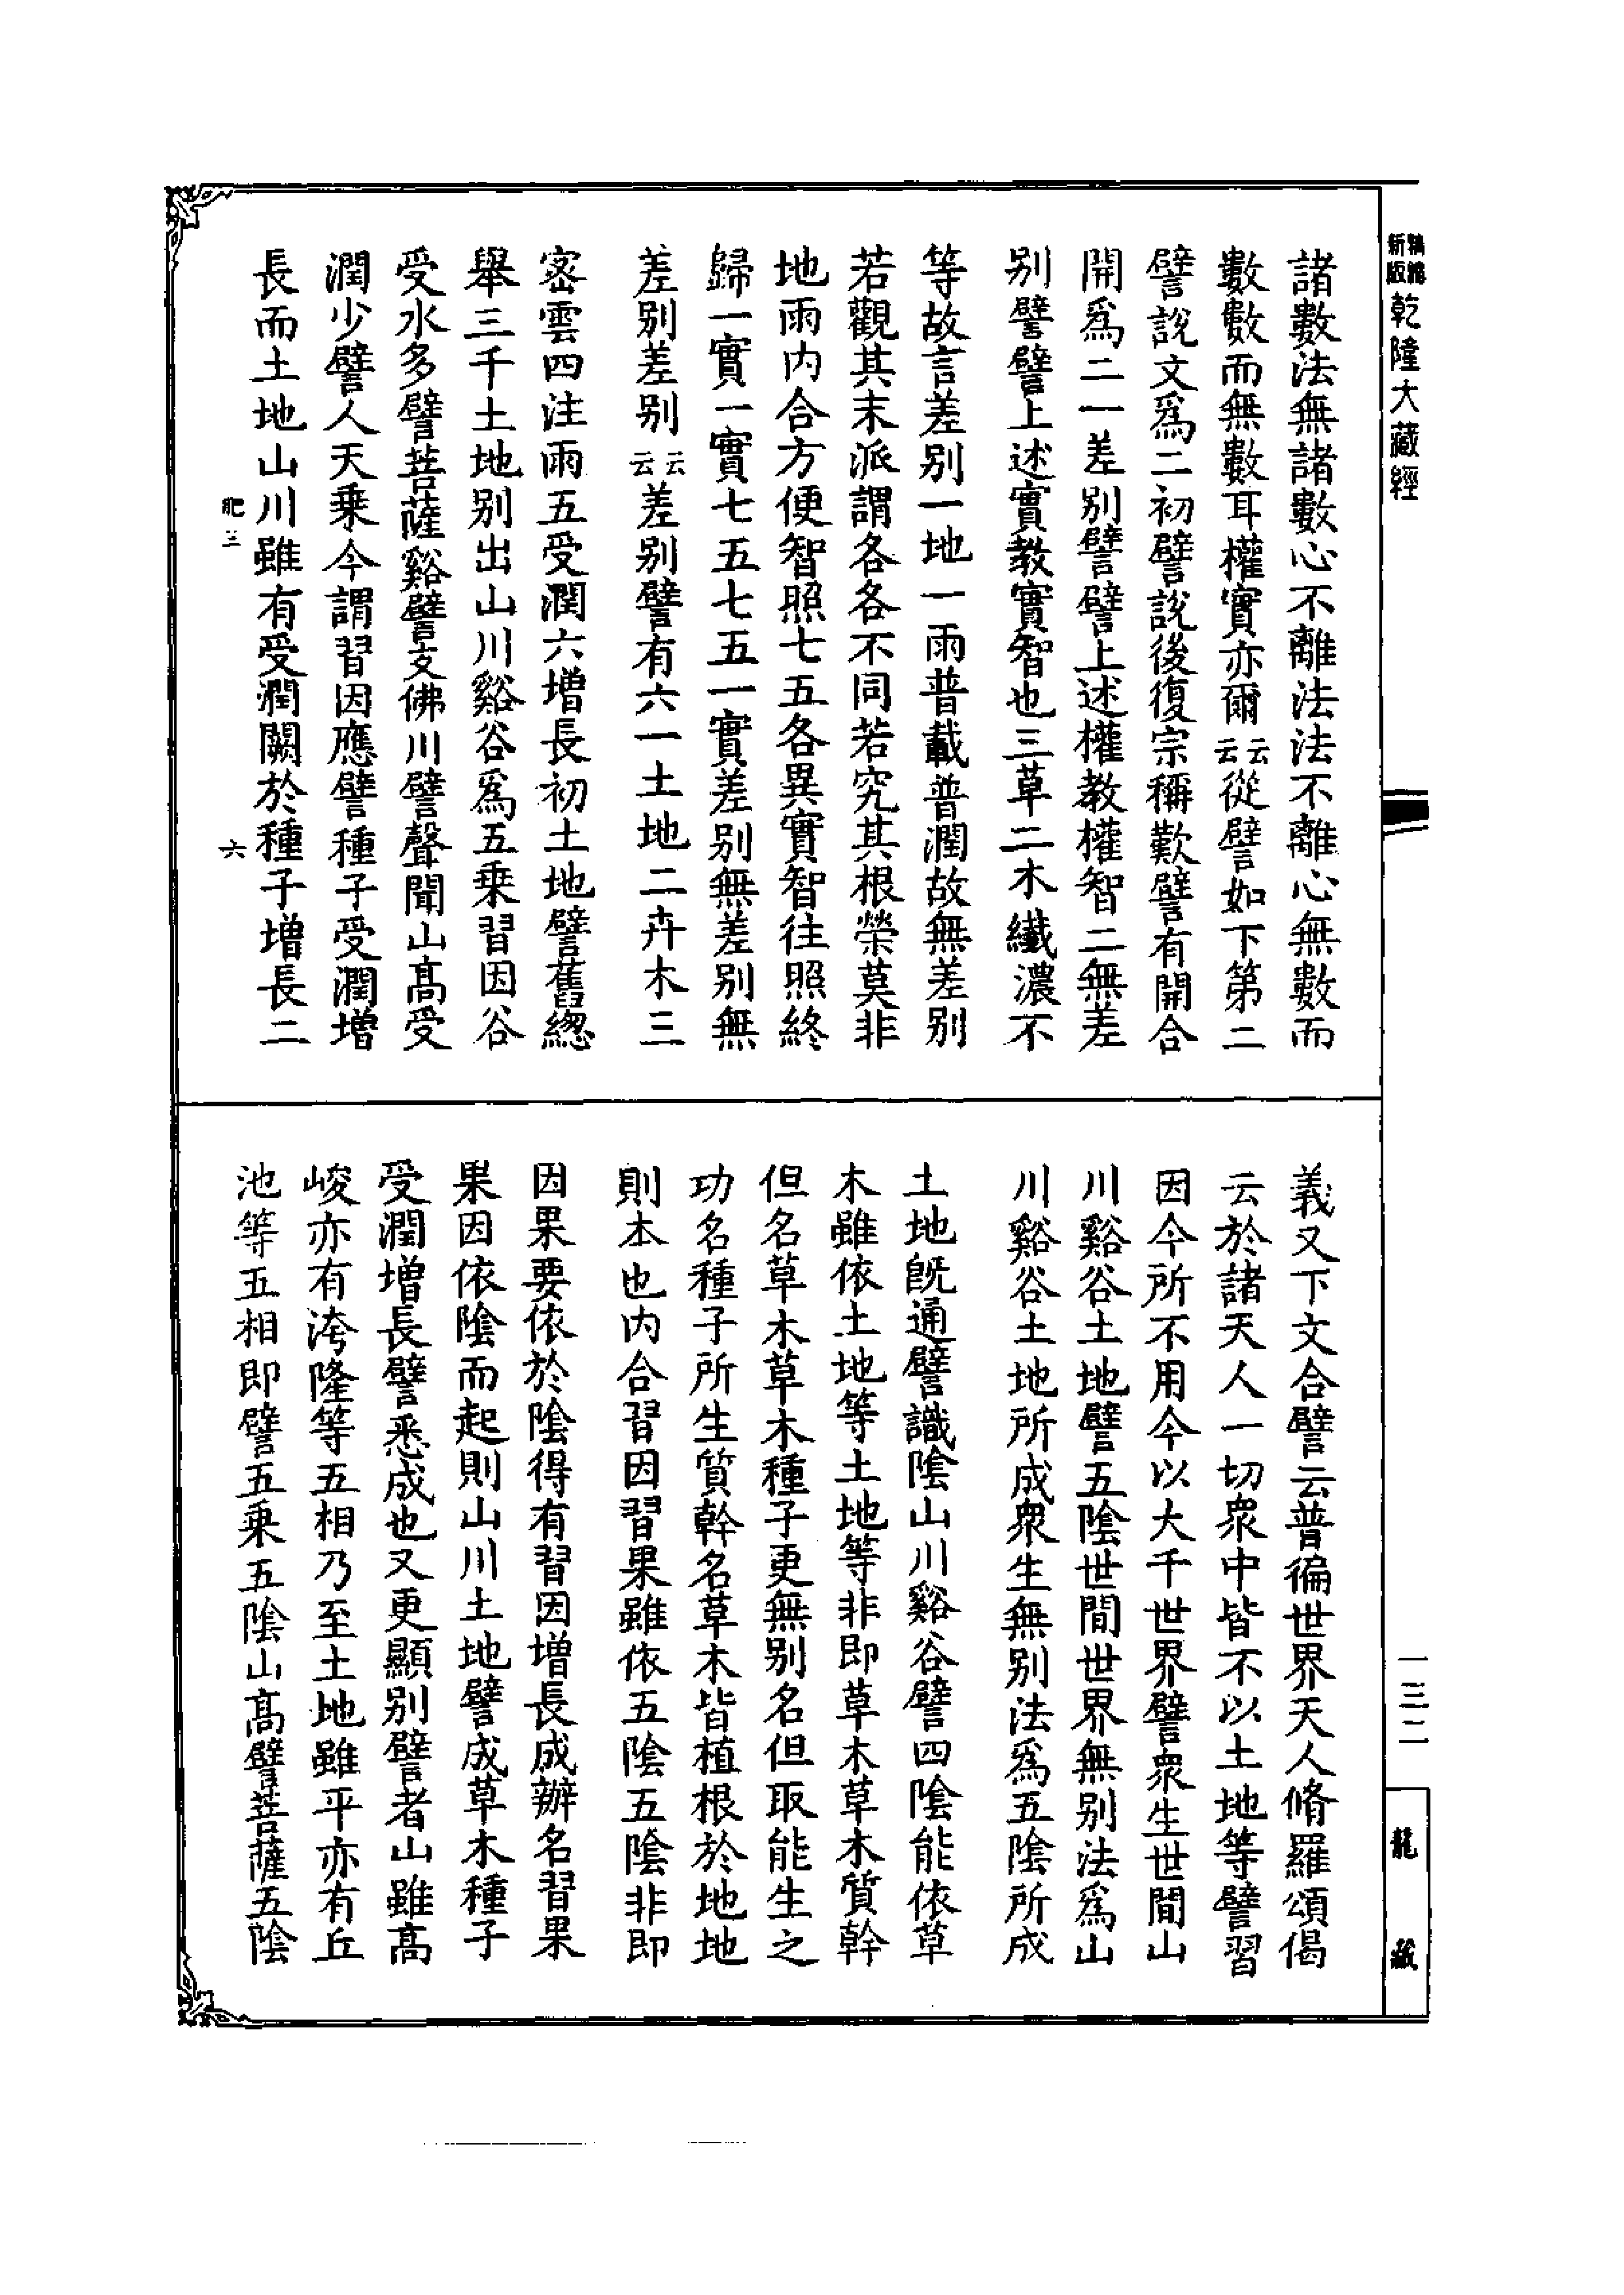 精縮新版乾隆大藏經
諸數法無諸數心不離法法不離心無數而
數數而無數耳權實亦爾云云從譬如下第二
譬說文爲二初譬說後復宗稱歎譬有開合
開爲二一差別譬譬上述權教權智二無差
別譬譬上述實教實智也三草二木纖濃不
等故言差別一地一雨普載普潤故無差別
若觀其末派謂各各不同若究其根榮莫非
地雨內合方便智照七五各異實智往照終
歸一實一實七五七五一實差別無差別無
差別差別云云差別譬有六一土地二卉木三
密雲四注雨五受潤六增長初土地譬舊總
舉三千土地別出山川谿谷爲五乗習因谷
受水多譬菩薩谿譬支佛川譬聲聞山髙受
潤少譬人天乗今謂習因應譬種子受潤增
長而土地山川雖有受潤闕於種子增長二
肥三
六
義又下文合譬云普徧世界天人脩羅頌偈
云於諸天人一切衆中皆不以土地等譬習
因今所不用今以大千世界譬衆生世間山
川谿谷土地譬五陰世間世界無別法爲山
川谿谷土地所成衆生無別法爲五陰所成
土地旣通譬識陰山川谿谷譬四陰能依草
木雖依土地等土地等非即草木草木質幹
但名草木草木種子更無別名但取能生之
功名種子所生質幹名草木皆植根於地地
則本也內合習因習果雖依五陰五陰非即
因果要依於陰得有習因增長成辦名習果
果因依陰而起則山川土地譬成草木種子
受潤增長譬悉成也又更顯別譬者山雖髙
峻亦有洿隆等五相乃至土地雖平亦有丘
池等五相即譬五乗五陰山髙譬菩薩五陰
一三二
龍藏